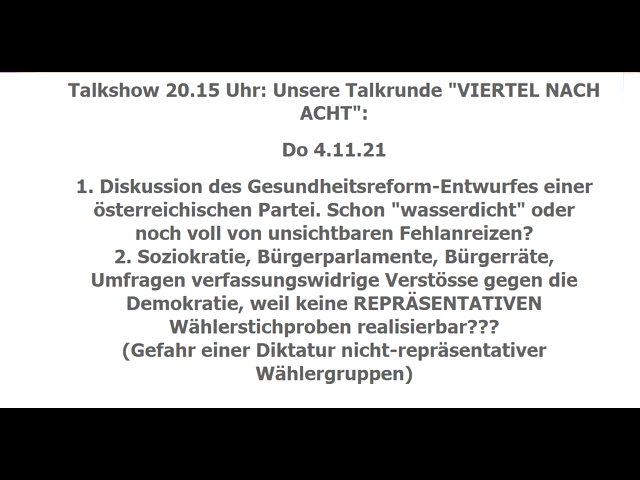 Talkshow 20.15 Uhr: Unsere Talkrunde "VIERTEL NACH
ACHT":
Do 4.11.21
1. Diskussion des Gesundheitsreform-Entwurfes einer
österreichischen Partei. Schon "wasserdicht" oder
noch voll von unsichtbaren Fehlanreizen?
2. Soziokratie, Bürgerparlamente, Bürgerräte,
Umfragen verfassungswidrige Verstösse gegen die
Demokratie, weil keine REPRÄSENTATIVEN
Wählerstichproben realisierbar???
(Gefahr einer Diktatur nicht-repräsentativer
Wählergruppen)